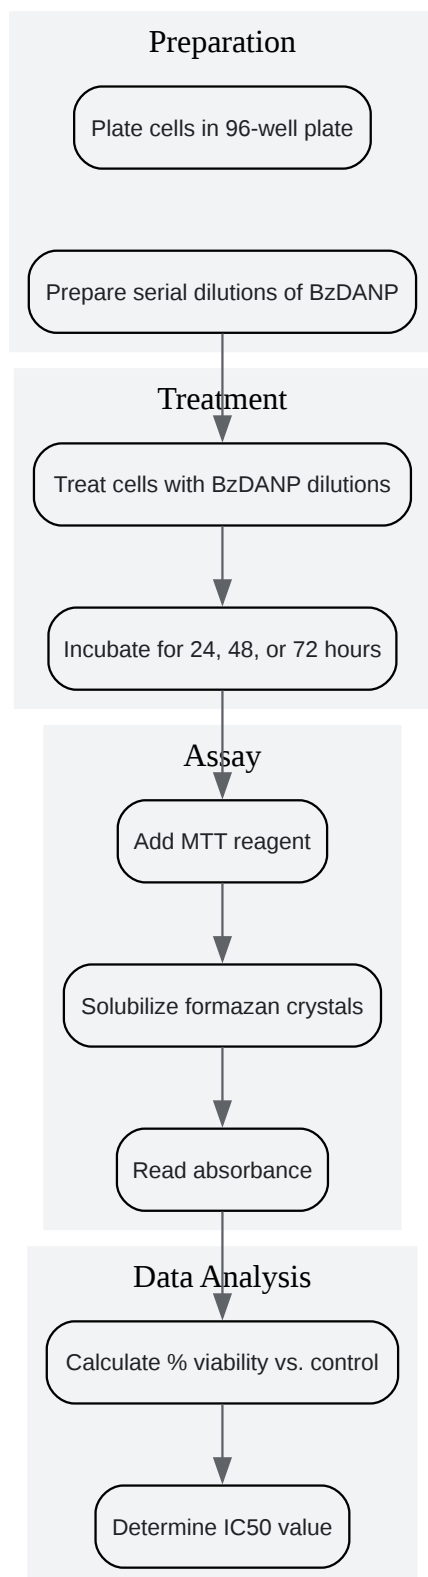 Preparation
Plate cells in 96-well plate
Prepare serial dilutions of BzDANP
Treatment
Treat cells with BzDANP dilutions
Incubate for 24, 48, or 72 hours
Assay
Add MTT reagent
Solubilize formazan crystals
Read absorbance
Data Analysis
Calculate % viability vs. control
Determine IC50 value